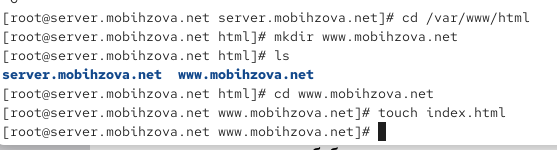 [root@server.mobihzova.net server.mobihzova.net]# cd /var/www/html
[root@server.mobihzova.net html]# mkdir www.mobihzova.net
[root@server.mobihzova.net html]# ls
server.mobihzova.net  www.mobihzova.net
[root@server.mobihzova.net html]# cd www.mobihzova.net
[root@server.mobihzova.net www.mobihzova.net]# touch index.html
[root@server.mobihzova.net www.mobihzova.net]#